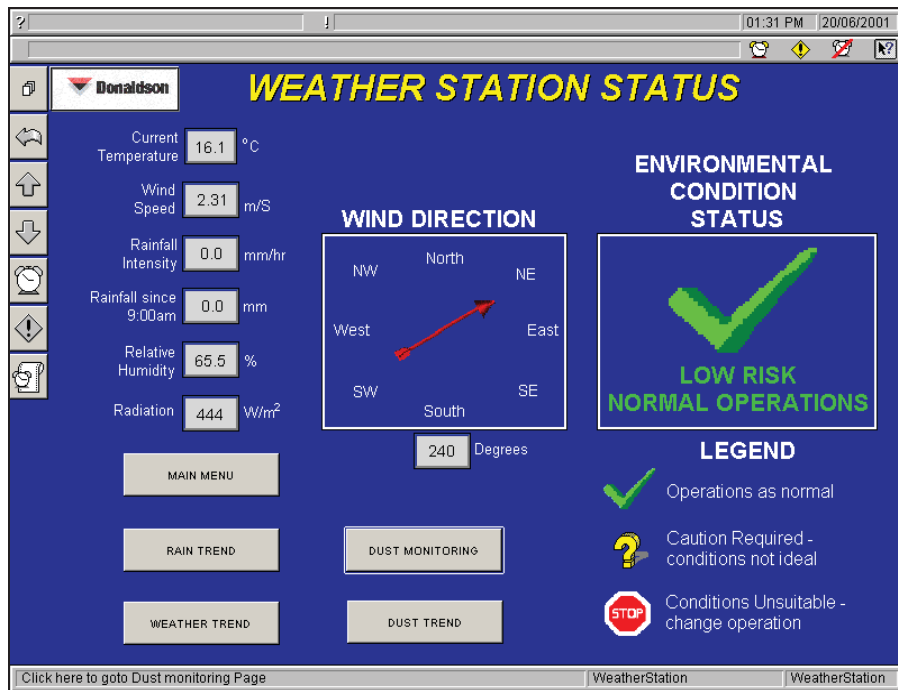 ?
!
01:31 PM 20/06/2001
?
Donaldson
WEATHER STATION STATUS
Current
Temperature 16.1 °C
Wind
Speed 2.31 m/S
Rainfall
Intensity 0.0 mm/hr
Rainfall since
9:00am 0.0 mm
Relative
Humidity 65.5 %
Radiation 444 W/m²
WIND DIRECTION
North
NW NE
West East
SW SE
South
240 Degrees
ENVIRONMENTAL
CONDITION
STATUS
LOW RISK
NORMAL OPERATIONS
LEGEND
Operations as normal
Caution Required -
conditions not ideal
STOP
Conditions Unsuitable -
change operation
MAIN MENU
RAIN TREND DUST MONITORING
WEATHER TREND DUST TREND
Click here to goto Dust monitoring Page WeatherStation WeatherStation